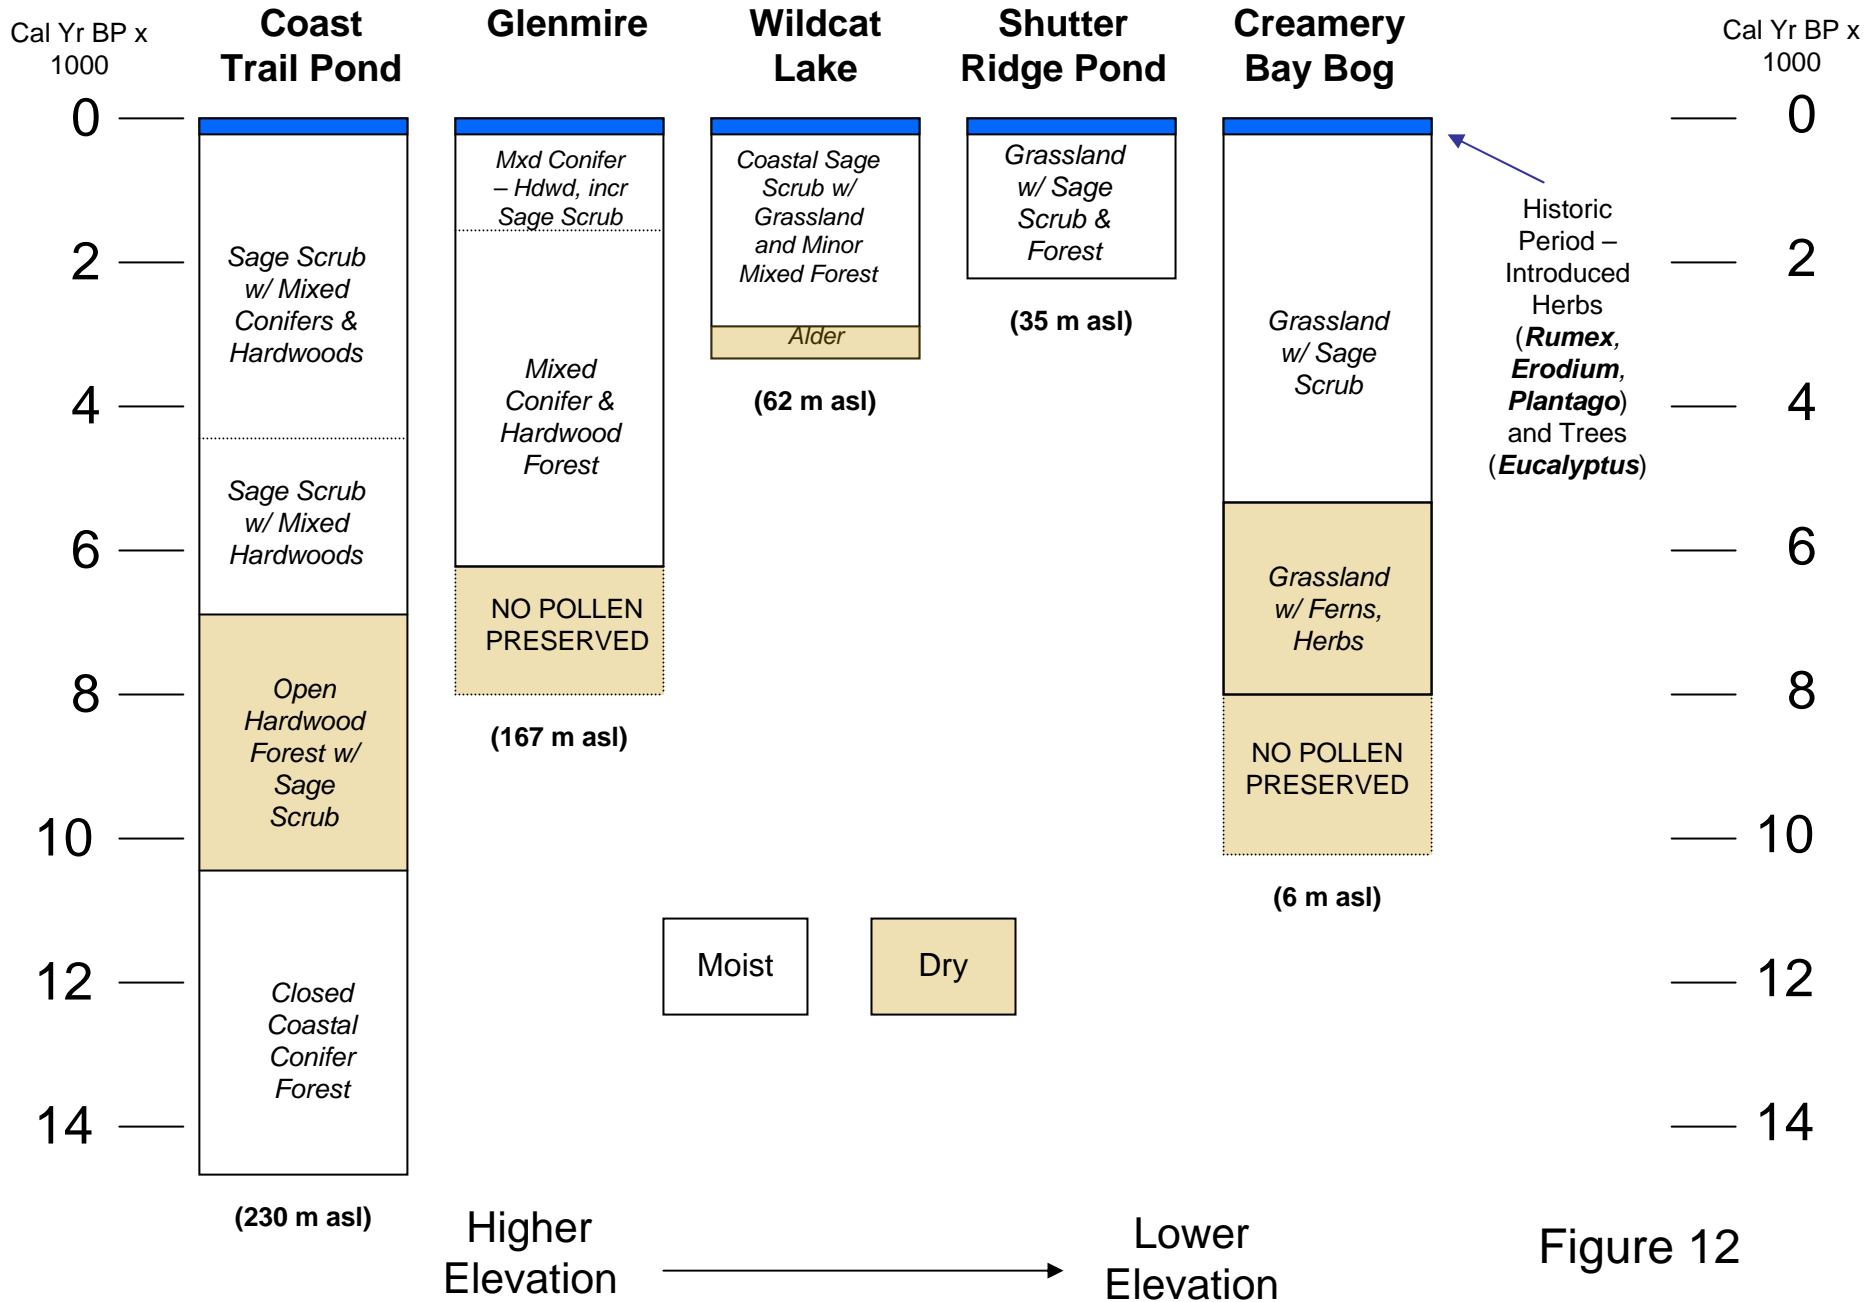 Cal Yr BP x
1000
0
2
4
6
8
10
12
14
Coast
Trail Pond
Sage Scrub
w/ Mixed
Conifers &
Hardwoods
Sage Scrub
w/ Mixed
Hardwoods
Open
Hardwood
Forest w/
Sage
Scrub
Closed
Coastal
Conifer
Forest
(230 m asl)
Glenmire
Mxd Conifer
– Hdwd, incr
Sage Scrub
Mixed
Conifer &
Hardwood
Forest
NO POLLEN
PRESERVED
(167 m asl)
Wildcat
Lake
Coastal Sage
Scrub w/
Grassland
and Minor
Mixed Forest
Alder
(62 m asl)
Shutter
Ridge Pond
Grassland
w/ Sage
Scrub &
Forest
(35 m asl)
Creamery
Bay Bog
Grassland
w/ Sage
Scrub
Grassland
w/ Ferns,
Herbs
NO POLLEN
PRESERVED
(6 m asl)
Historic
Period –
Introduced
Herbs
(Rumex,
Erodium,
Plantago)
and Trees
(Eucalyptus)
Cal Yr BP x
1000
0
2
4
6
8
10
12
14
Moist
Dry
Higher
Elevation
Lower
Elevation
Figure 12